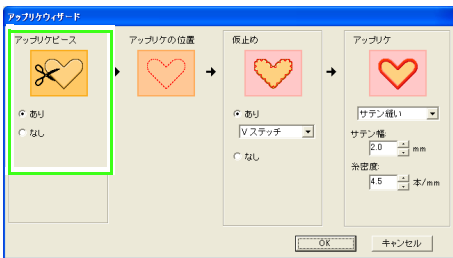 アップリケウィザード
アップリケピース
あり
なし
アップリケの位置
仮止め
あり
Vステッチ
なし
アップリケ
サテン縫い
サテン幅:
2.0 mm
糸密度:
4.5 本/mm
OK
キャンセル